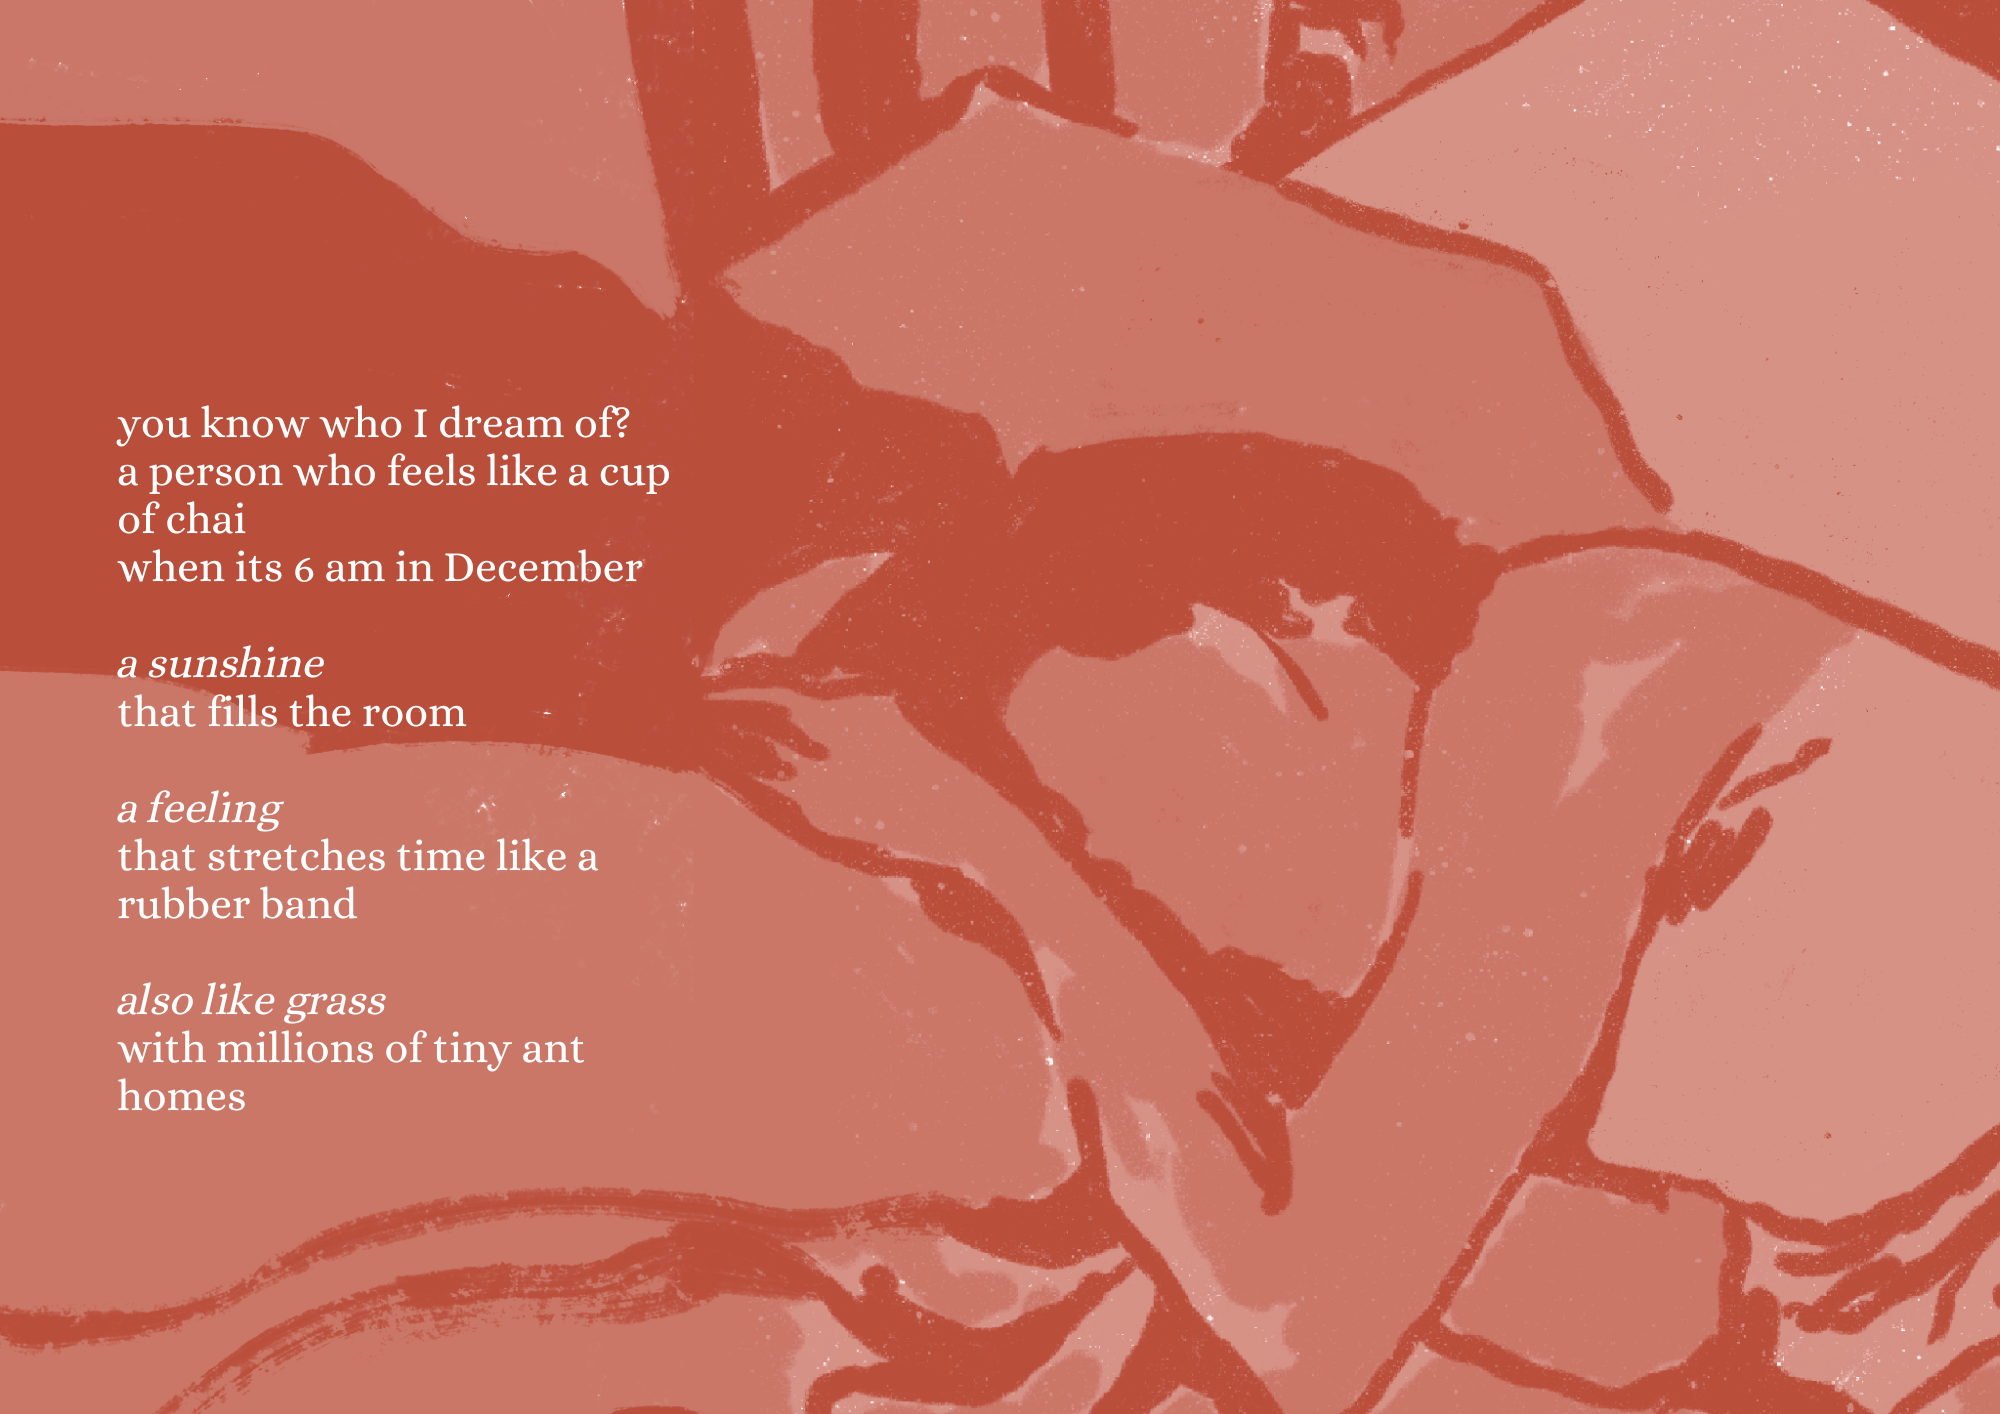 you know who I dream of?
a person who feels like a cup
of chai
when its 6 am in December
a sunshine
that fills the room
a feeling
that stretches time like a
rubber band
also like grass
with millions of tiny ant
homes